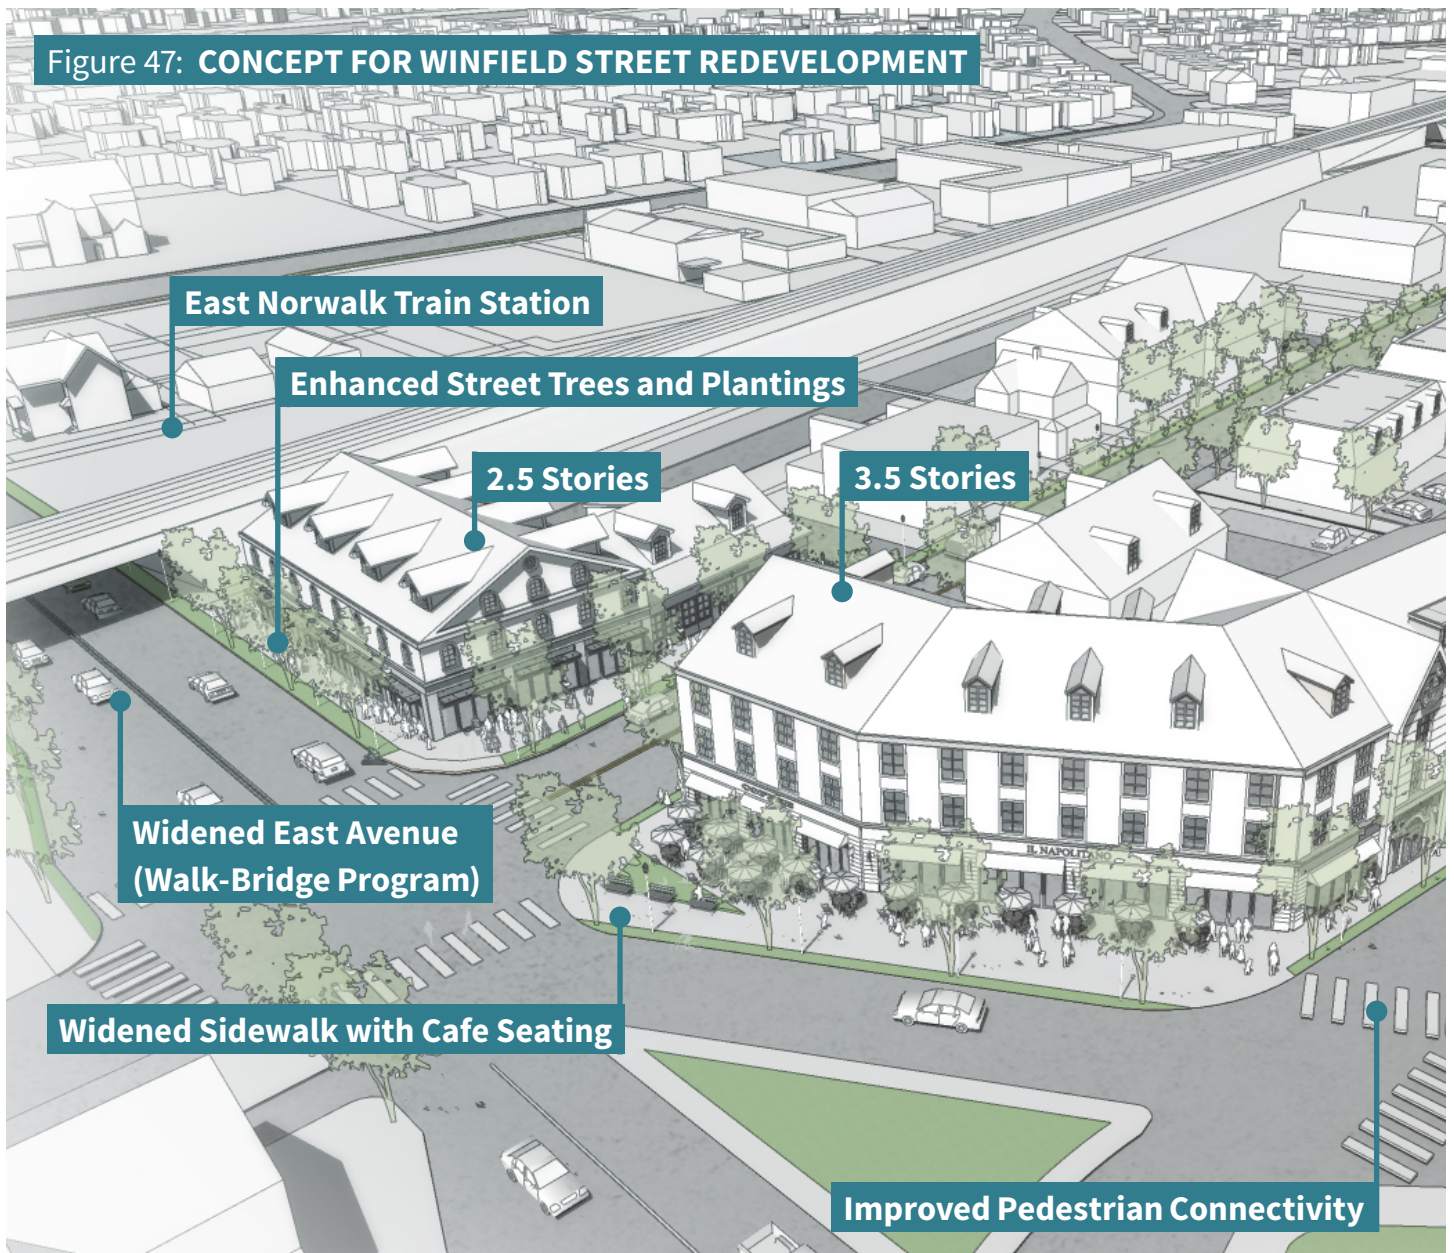 Figure 47: CONCEPT FOR WINFIELD STREET REDEVELOPMENT
East Norwalk Train Station
Enhanced Street Trees and Plantings
2.5 Stories
3.5 Stories
Widened East Avenue
(Walk-Bridge Program)
IL NAPOLITANO
Widened Sidewalk with Cafe Seating
Improved Pedestrian Connectivity